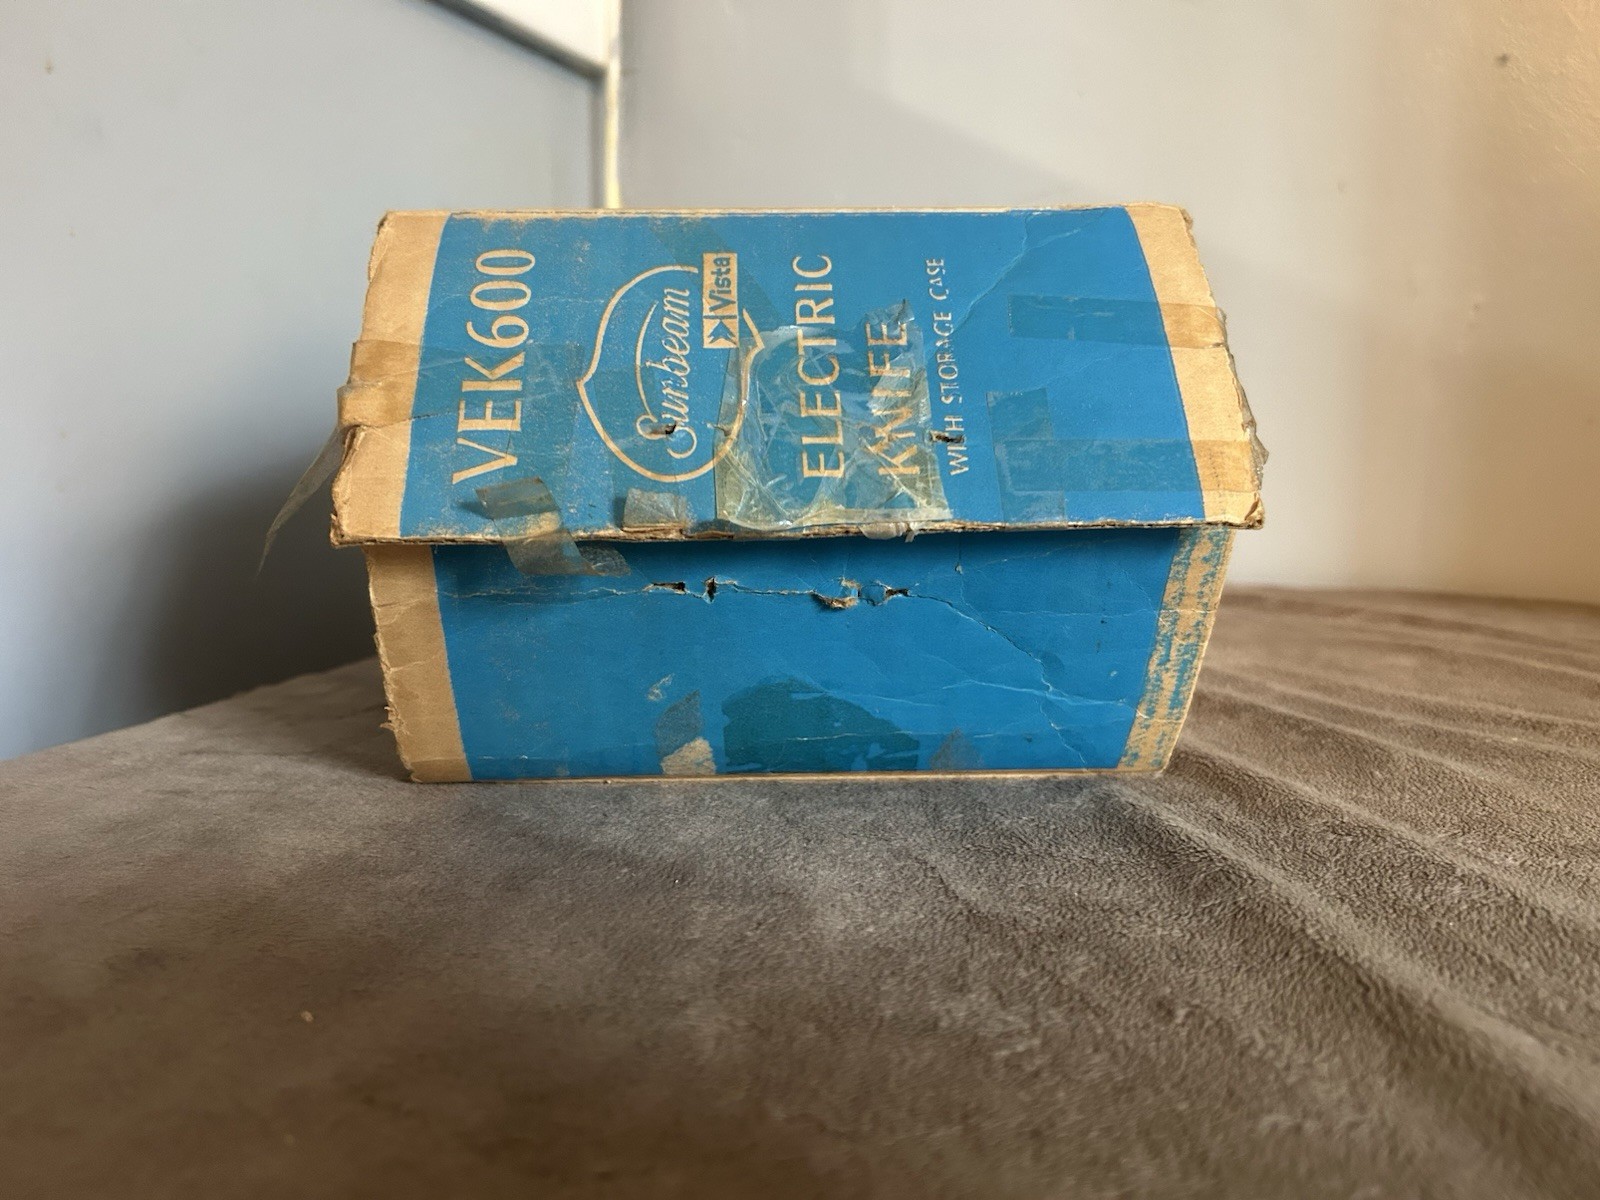 VEK600
Sunbeam
Vista
ELECTRIC
KNIFE
WITH STORAGE CASE